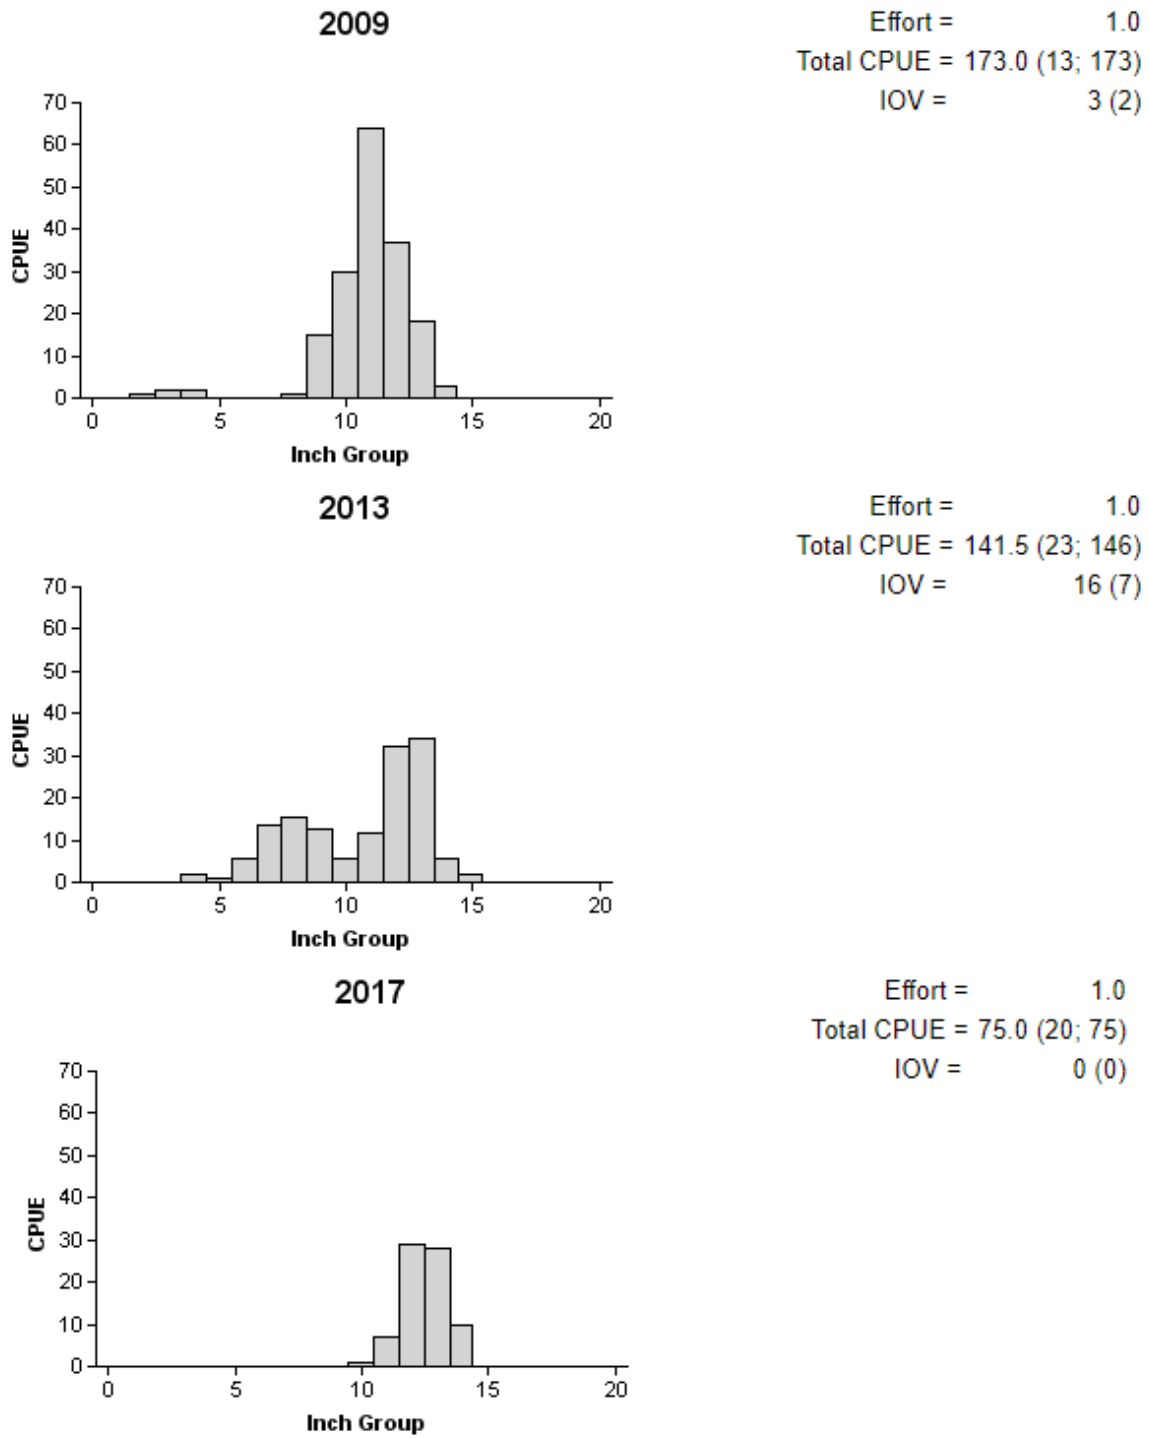 2009
Effort = 1.0
Total CPUE = 173.0 (13; 173)
IOV = 3 (2)
70
60
50
40
30
20
10
0
CPUE
0 5 10 15 20
Inch Group
2013
Effort = 1.0
Total CPUE = 141.5 (23; 146)
IOV = 16 (7)
70
60
50
40
30
20
10
0
CPUE
0 5 10 15 20
Inch Group
2017
Effort = 1.0
Total CPUE = 75.0 (20; 75)
IOV = 0 (0)
70
60
50
40
30
20
10
0
CPUE
0 5 10 15 20
Inch Group